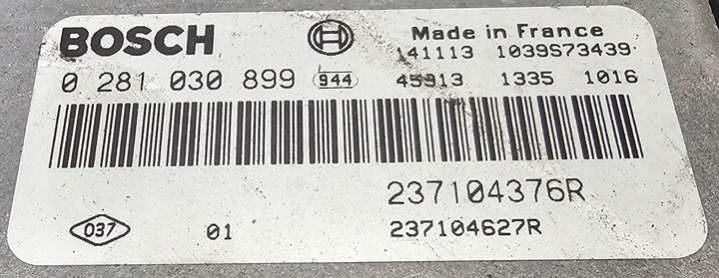 BOSCH Made in France
141113 1039S73439
0 281 030 899 944 45913 1335 1016
237104376R
037 01 237104627R